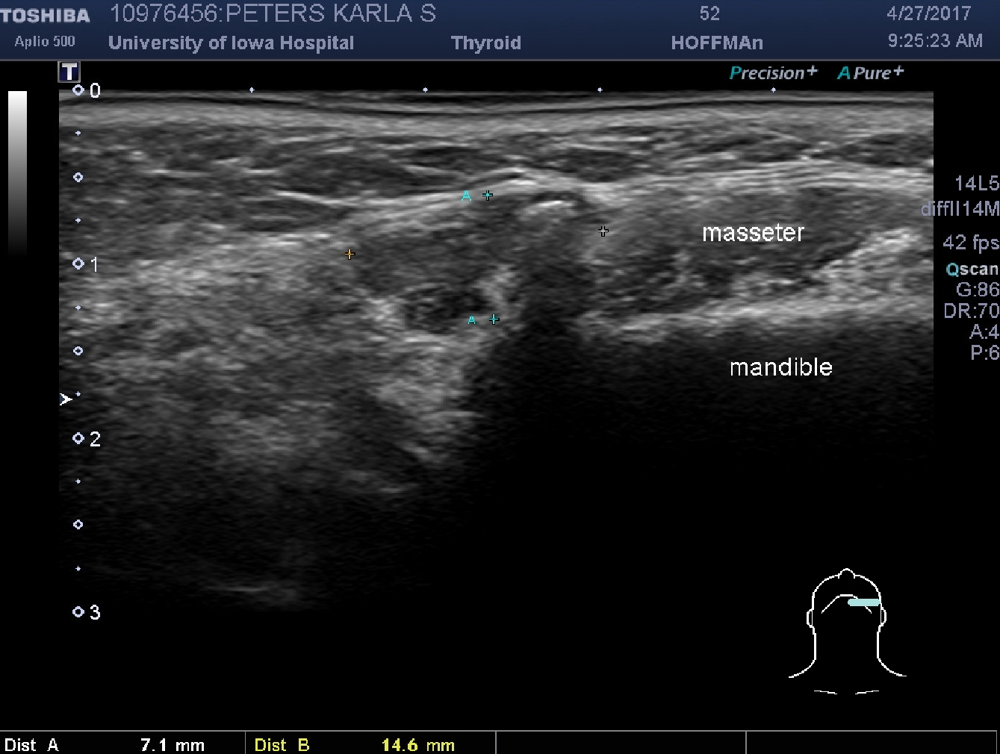 TOSHIBA 10976456:PETERS KARLA S 52 4/27/2017
Aplio 500 University of Iowa Hospital Thyroid HOFFMAn 9:25:23 AM
T Precision+ A Pure+
0
A
14L5
diffII14M
masseter
42 fps
1
Qscan
G:86
DR:70
A
A:4
P:6
mandible
2
3
Dist A 7.1 mm Dist B 14.6 mm